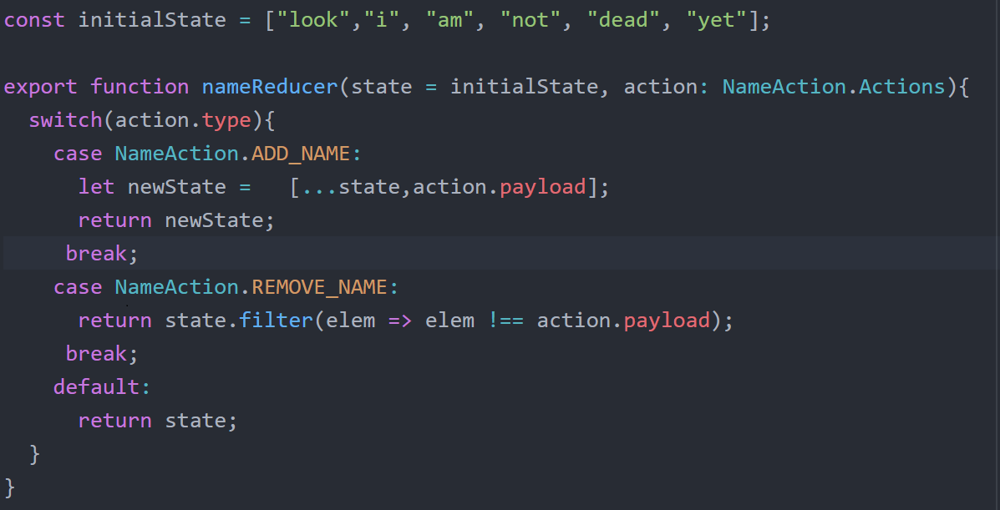 const initialState = ["look","i", "am", "not", "dead", "yet"];

export function nameReducer(state = initialState, action: NameAction.Actions){
  switch(action.type){
    case NameAction.ADD_NAME:
      let newState =   [...state,action.payload];
      return newState;
     break;
    case NameAction.REMOVE_NAME:
      return state.filter(elem => elem !== action.payload);
     break;
    default:
      return state;
  }
}